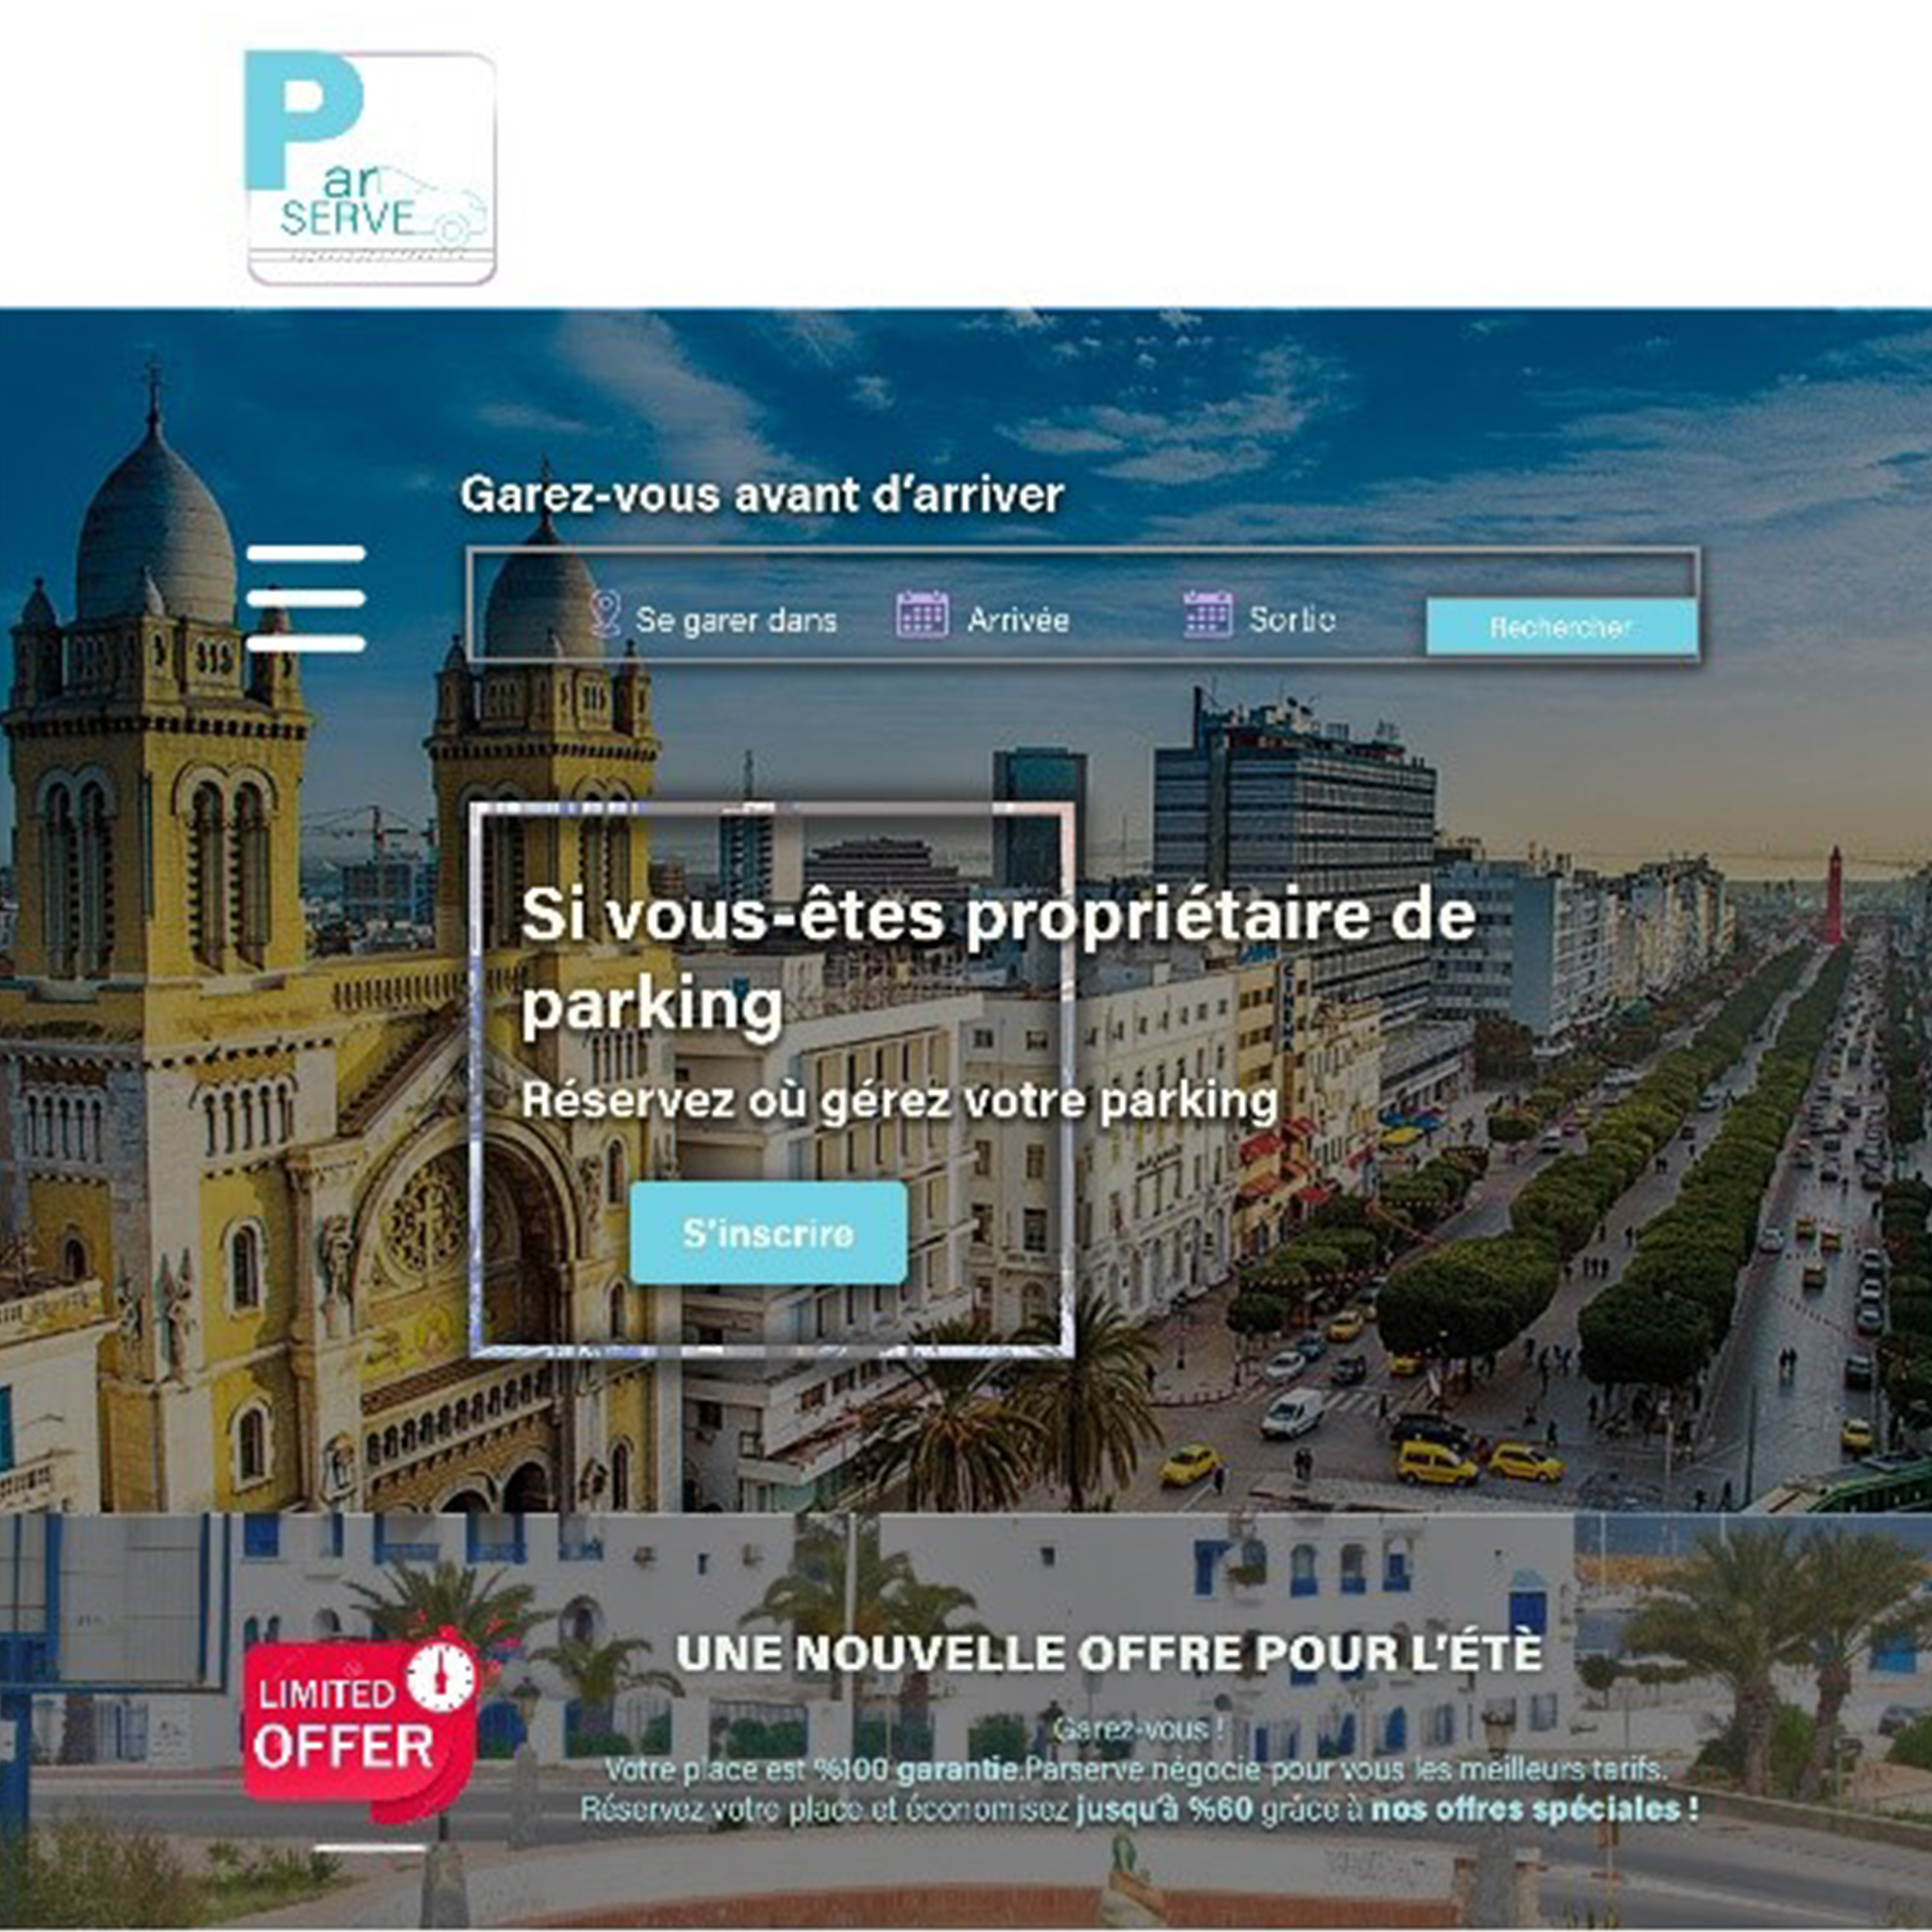 P
ar
SERVE
Garez-vous avant d'arriver
Se garer dans Arrivée Sortie Rechercher
Si vous-êtes propriétaire de
parking
Réservez où gérez votre parking
S'inscrire
CINEMA
UNE NOUVELLE OFFRE POUR L'ÉTÈ
LIMITED
OFFER
Garez-vous !
Votre place est %100 garantie.Parserve négocie pour vous les meilleurs tarifs.
Réservez votre place et économisez jusqu'à %60 grâce à nos offres spéciales !